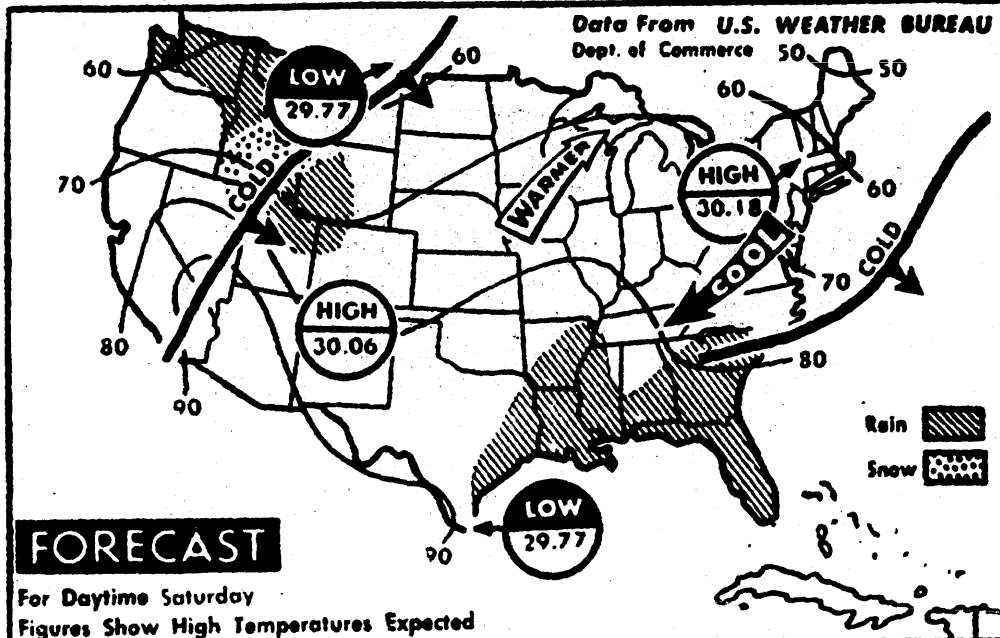 Data From U.S. WEATHER BUREAU
Dept. of Commerce
50
50
60
60
60
LOW
29.77
70
COLD
WARMER
HIGH
30.18
60
COOL
70
COLD
HIGH
30.06
80
80
90
Rain
Snow
LOW
29.77
90
FORECAST
For Daytime Saturday
Figures Show High Temperatures Expected